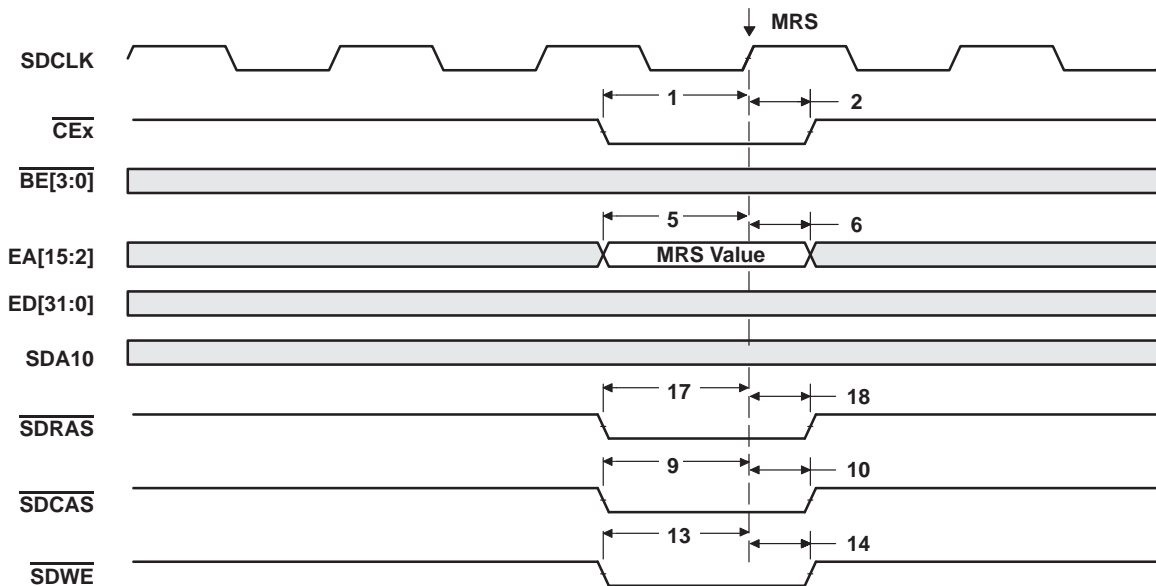 MRS
SDCLK
1 2
CEx
BE[3:0]
5 6
EA[15:2] MRS Value
ED[31:0]
SDA10
17 18
SDRAS
9 10
SDCAS
13 14
SDWE